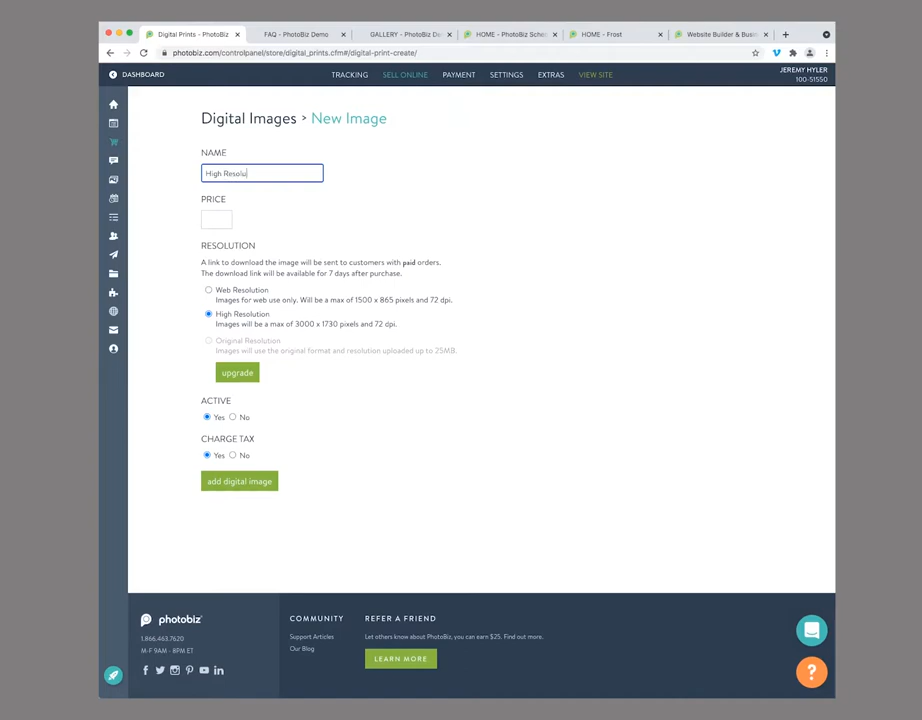 Digital Prints - PhotoBiz
FAQ - PhotoBiz Demo
GALLERY - PhotoBiz De
HOME - PhotoBiz Sche
HOME - Frost
Website Builder & Busin
photobiz.com/controlpanel/store/digital_prints.cfm#/digital-print-create/
DASHBOARD
TRACKING
SELL ONLINE
PAYMENT
SETTINGS
EXTRAS
VIEW SITE
JEREMY HYLER
100-51550
Digital Images > New Image
NAME
High Resolu
PRICE
RESOLUTION
A link to download the image will be sent to customers with paid orders.
The download link will be available for 7 days after purchase.
Web Resolution
Images for web use only. Will be a max of 1500 x 865 pixels and 72 dpi.
High Resolution
Images will be a max of 3000 x 1730 pixels and 72 dpi.
Original Resolution
Images will use the original format and resolution uploaded up to 25MB.
upgrade
ACTIVE
Yes No
CHARGE TAX
Yes No
add digital image
photobiz
1.866.463.7620
M-F 9AM - 8PM ET
COMMUNITY
Support Articles
Our Blog
REFER A FRIEND
Let others know about PhotoBiz, you can earn $25. Find out more.
LEARN MORE